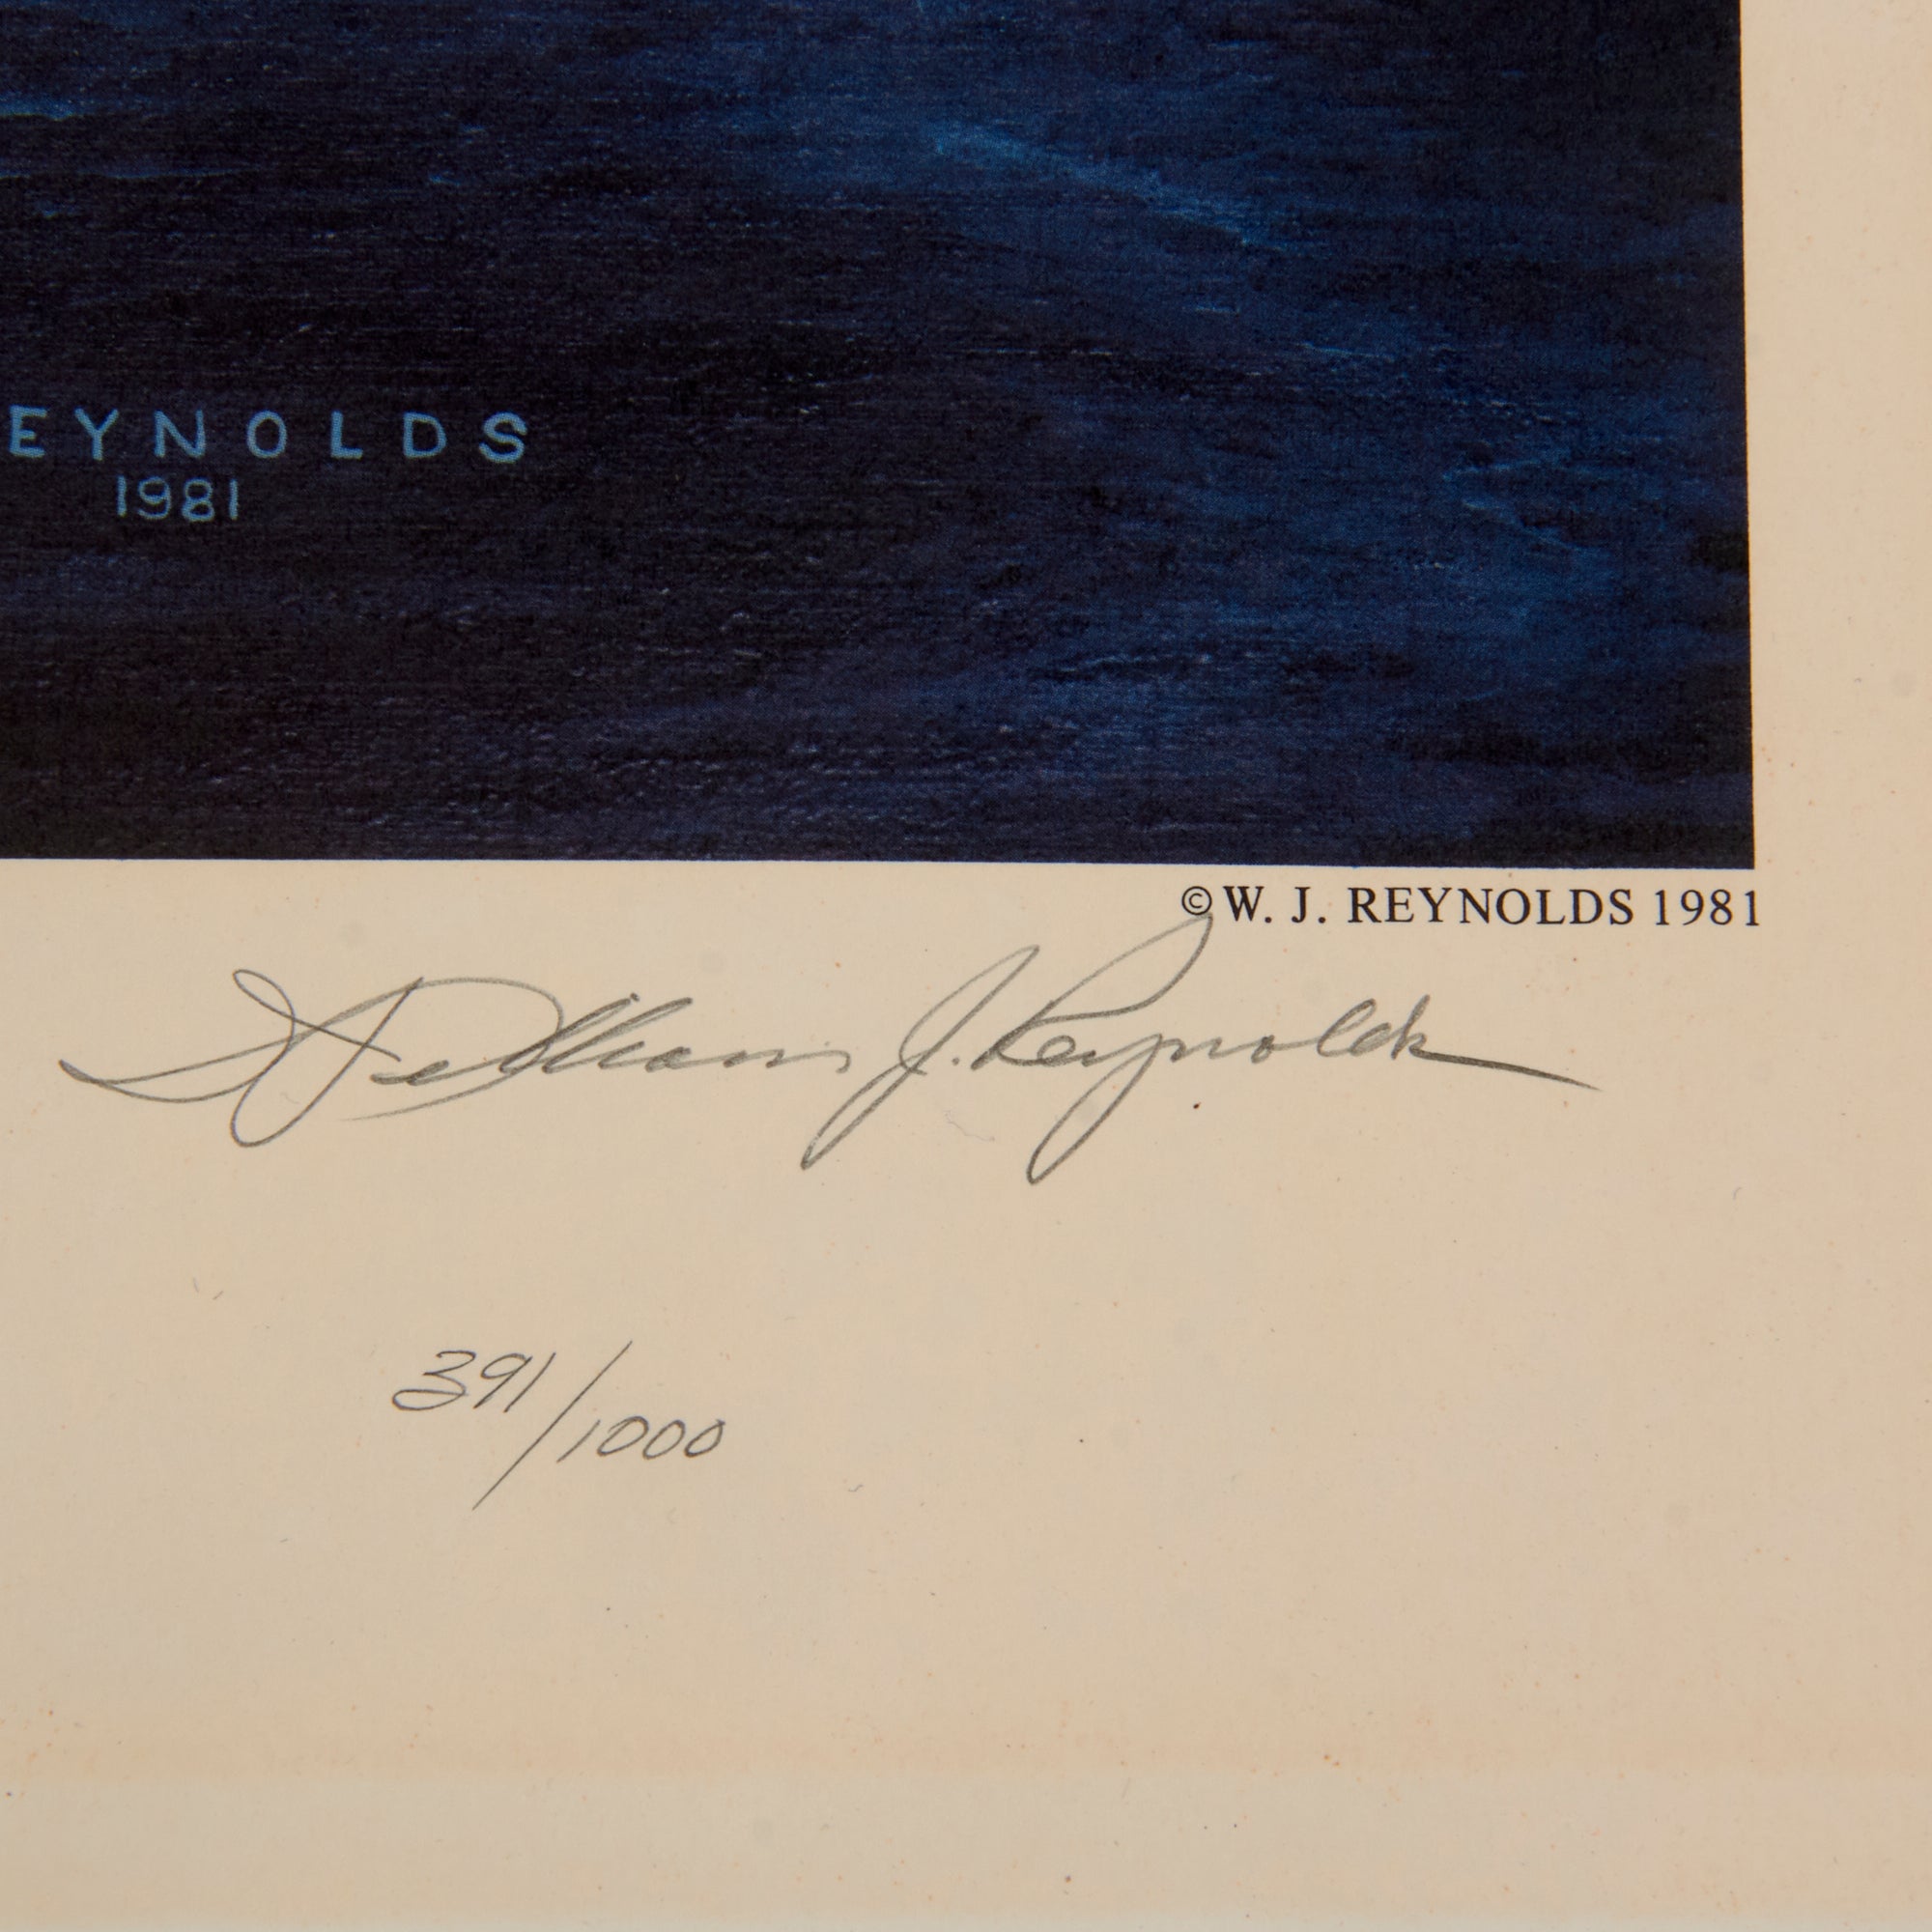 EYNOLDS
1981
© W. J. REYNOLDS 1981
William J. Reynolds
391/1000